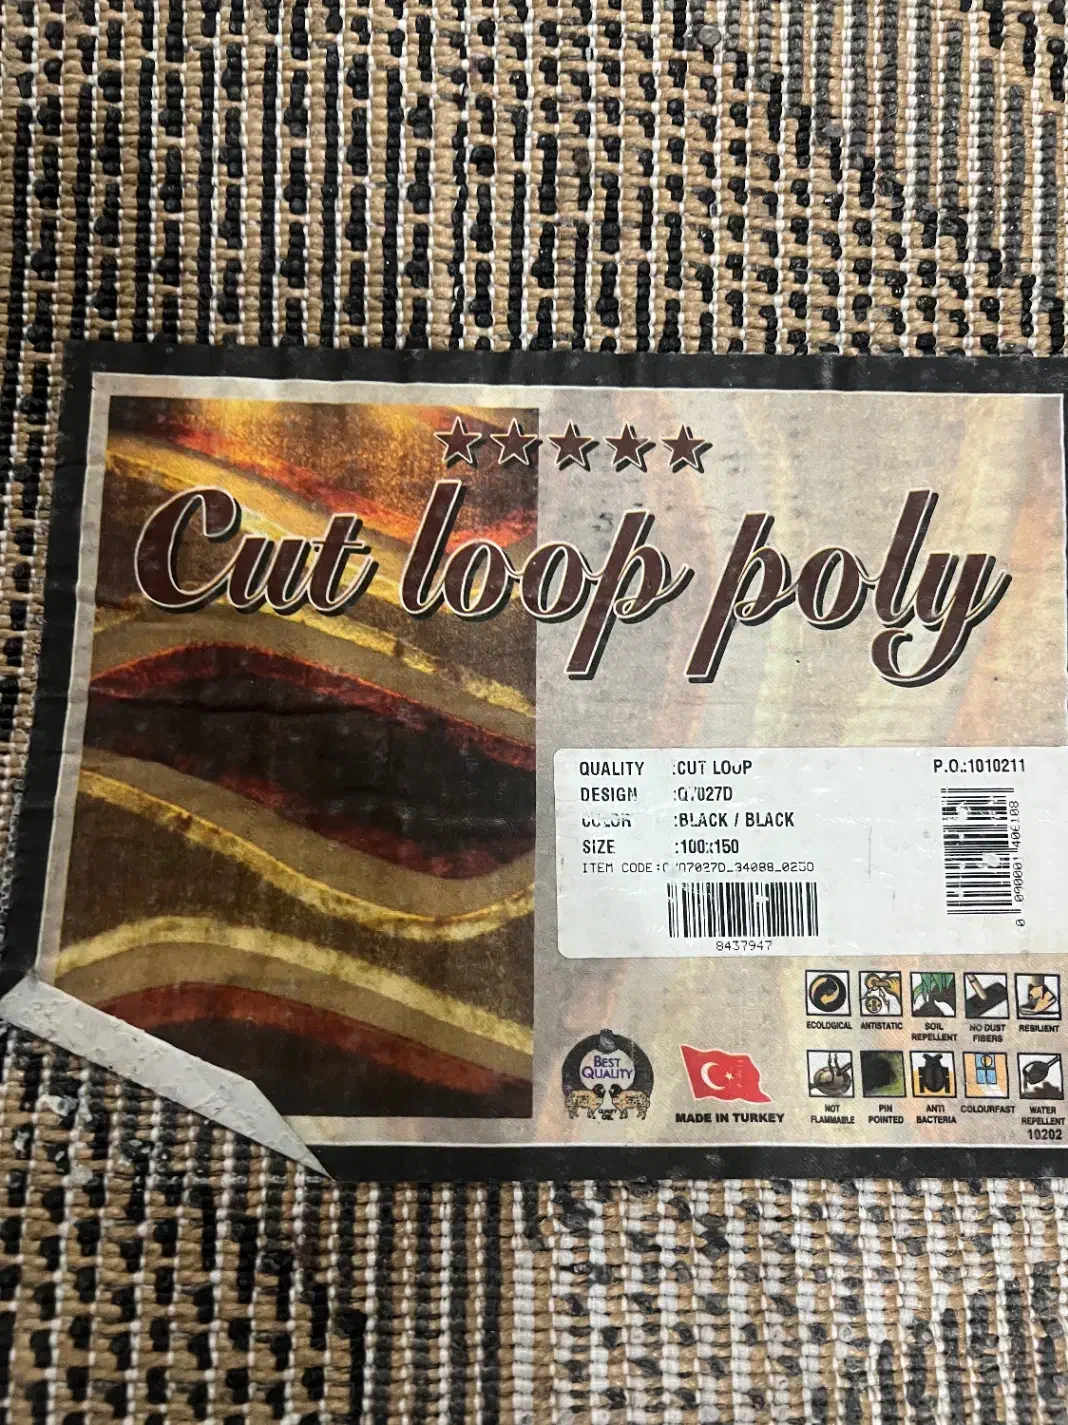 Cut loop poly
QUALITY :CUT LOOP
P.O.:1010211
DESIGN
COLOR :BLACK / BLACK
SIZE :100x150
ITEM CODE:
8437947
BEST QUALITY
MADE IN TURKEY
ECOLOGICAL
ANTISTATIC
SOIL REPELLENT
NO DUST FIBERS
RESILIENT
NOT FLAMMABLE
PIN POINTED
ANTI BACTERIA
COLOURFAST
WATER REPELLENT
10202